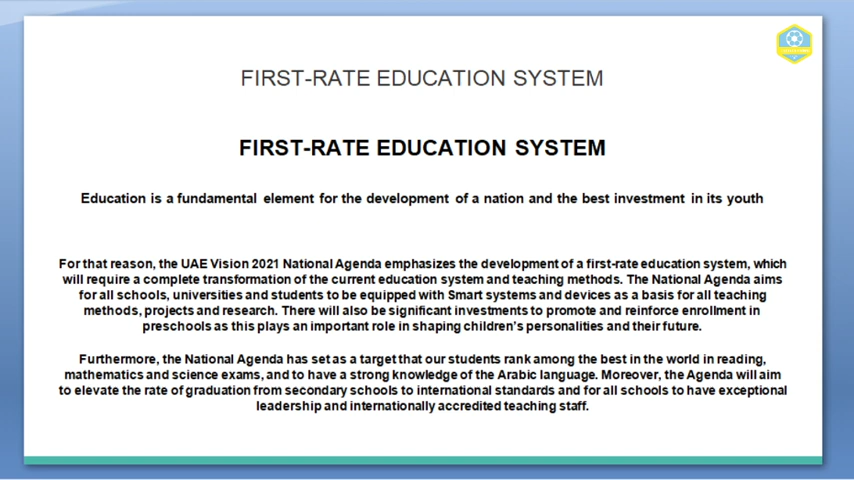 FIRST-RATE EDUCATION SYSTEM
FIRST-RATE EDUCATION SYSTEM
Education is a fundamental element for the development of a nation and the best investment in its youth
For that reason, the UAE Vision 2021 National Agenda emphasizes the development of a first-rate education system, which
will require a complete transformation of the current education system and teaching methods. The National Agenda aims
for all schools, universities and students to be equipped with Smart systems and devices as a basis for all teaching
methods, projects and research. There will also be significant investments to promote and reinforce enrollment in
preschools as this plays an important role in shaping children’s personalities and their future.
Furthermore, the National Agenda has set as a target that our students rank among the best in the world in reading,
mathematics and science exams, and to have a strong knowledge of the Arabic language. Moreover, the Agenda will aim
to elevate the rate of graduation from secondary schools to international standards and for all schools to have exceptional
leadership and internationally accredited teaching staff.